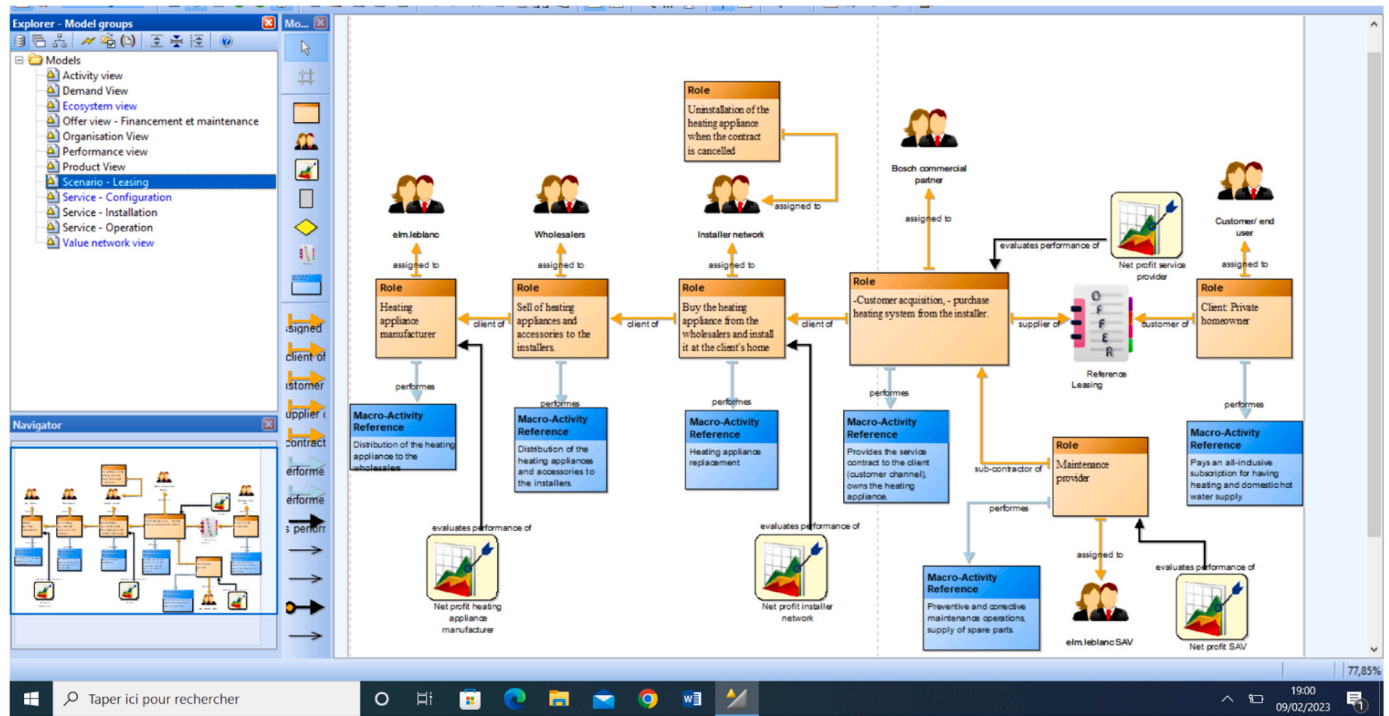 Explorer - Model groups
Mo...
Models
Activity view
Demand View
Ecosystem view
Offer view - Financement et maintenance
Organisation View
Performance view
Product View
Scenario - Leasing
Service - Configuration
Service - Installation
Service - Operation
Value network view
Navigator
signed
client of
stomer
upplier
contract
erforme
erforme
s perform
Role
Uninstallation of the
heating appliance
when the contract
is cancelled
assigned to
elm.leblanc
Wholesalers
Installer network
Bosch commercial
partner
Customer/ end
user
assigned to
assigned to
assigned to
assigned to
assigned to
evaluates performance of
Net profit service
provider
Role
Heating
appliance
manufacturer
client of
Role
Sell of heating
appliances and
accessories to the
installers.
client of
Role
Buy the heating
appliance from the
wholesalers and install
it at the client's home
client of
Role
-Customer acquisition, - purchase
heating system from the installer.
supplier of
OFFER
Reference
Leasing
customer of
Role
Client: Private
homeowner
performes
performes
performes
performes
performes
Macro-Activity
Reference
Distribution of the heating
appliance to the
wholesalers
Macro-Activity
Reference
Distribution of the
heating appliances
and accessories to
the installers.
Macro-Activity
Reference
Heating appliance
replacement
Macro-Activity
Reference
Provides the service
contract to the client
(customer channel),
owns the heating
appliance.
Macro-Activity
Reference
Pays an all-inclusive
subscription for having
heating and domestic hot
water supply.
sub-contractor of
Role
Maintenance
provider
performes
assigned to
evaluates performance of
Net profit heating
appliance
manufacturer
evaluates performance of
Net profit installer
network
Macro-Activity
Reference
Preventive and corrective
maintenance operations,
supply of spare parts.
elm.leblanc SAV
evaluates performance of
Net profit SAV
77,85%
Taper ici pour rechercher
19:00
09/02/2023